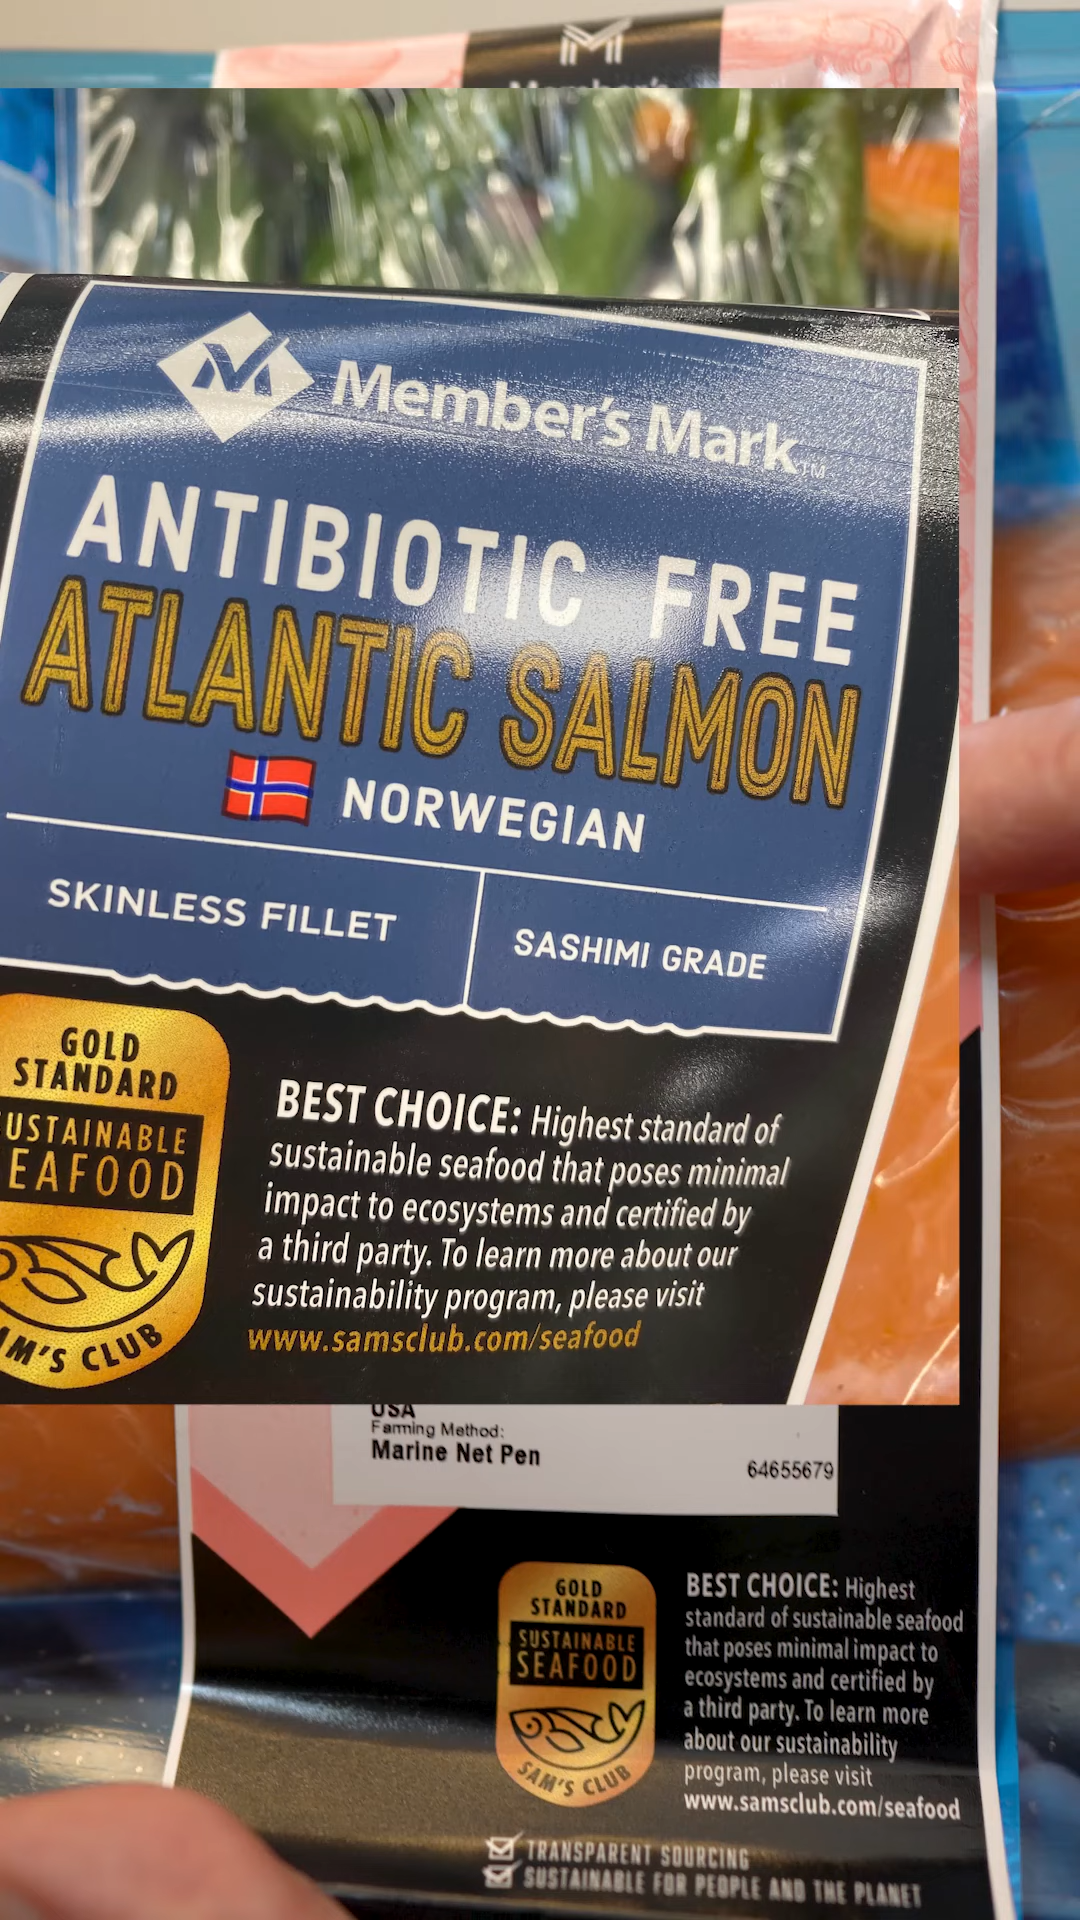 Member's Mark™
ANTIBIOTIC FREE
ATLANTIC SALMON
NORWEGIAN
SKINLESS FILLET
SASHIMI GRADE
GOLD
STANDARD
USTAINABLE
EAFOOD
M'S CLUB
BEST CHOICE: Highest standard of
sustainable seafood that poses minimal
impact to ecosystems and certified by
a third party. To learn more about our
sustainability program, please visit
www.samsclub.com/seafood
USA
Farming Method:
Marine Net Pen
64655679
GOLD
STANDARD
SUSTAINABLE
SEAFOOD
SAM'S CLUB
BEST CHOICE: Highest
standard of sustainable seafood
that poses minimal impact to
ecosystems and certified by
a third party. To learn more
about our sustainability
program, please visit
www.samsclub.com/seafood
TRANSPARENT SOURCING
SUSTAINABLE FOR PEOPLE AND THE PLANET